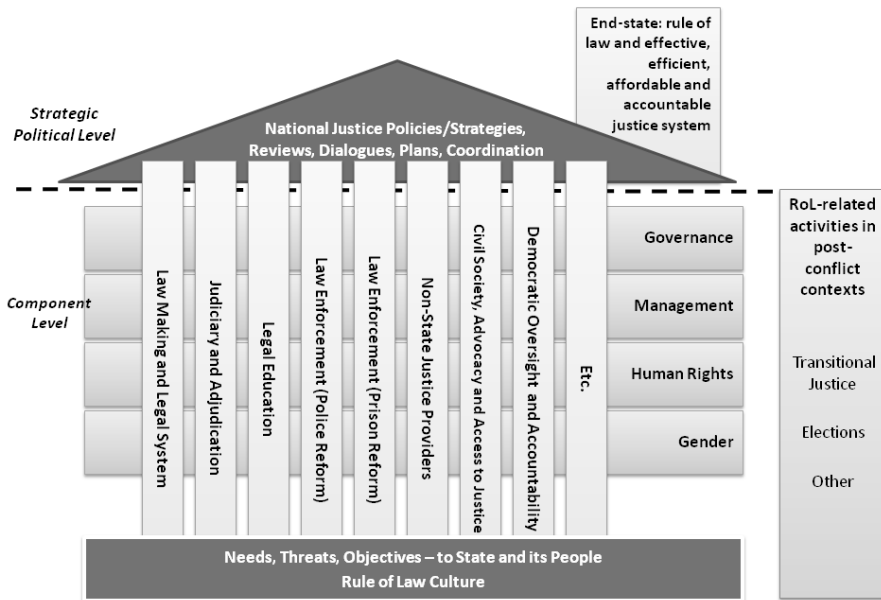 End-state: rule of
law and effective,
efficient,
affordable and
accountable
justice system
Strategic
Political Level
National Justice Policies/Strategies,
Reviews, Dialogues, Plans, Coordination
Component
Level
Law Making and Legal System
Judiciary and Adjudication
Legal Education
Law Enforcement (Police Reform)
Law Enforcement (Prison Reform)
Non-State Justice Providers
Civil Society, Advocacy and Access to Justice
Democratic Oversight and Accountability
Etc.
Governance
Management
Human Rights
Gender
RoL-related
activities in
post-
conflict
contexts
Transitional
Justice
Elections
Other
Needs, Threats, Objectives – to State and its People
Rule of Law Culture